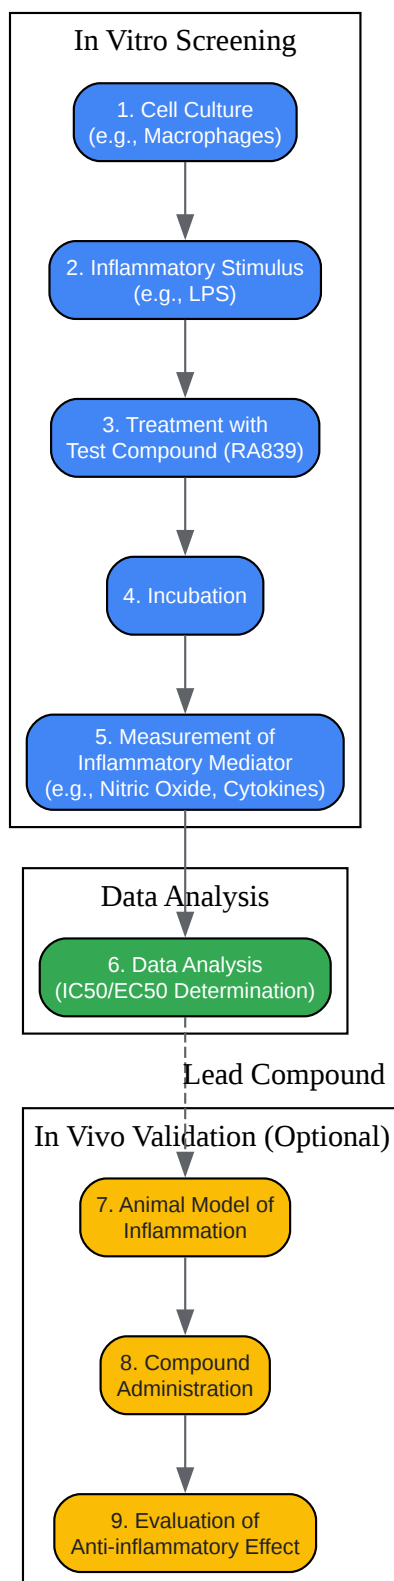 In Vitro Screening
1. Cell Culture
(e.g., Macrophages)
2. Inflammatory Stimulus
(e.g., LPS)
3. Treatment with
Test Compound (RA839)
4. Incubation
5. Measurement of
Inflammatory Mediator
(e.g., Nitric Oxide, Cytokines)
Data Analysis
6. Data Analysis
(IC50/EC50 Determination)
Lead Compound
In Vivo Validation (Optional)
7. Animal Model of
Inflammation
8. Compound
Administration
9. Evaluation of
Anti-inflammatory Effect